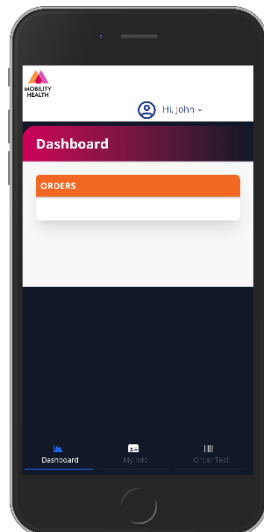 MOBILITY
HEALTH
Hi, John
Dashboard
ORDERS
Dashboard
My Info
Order Test